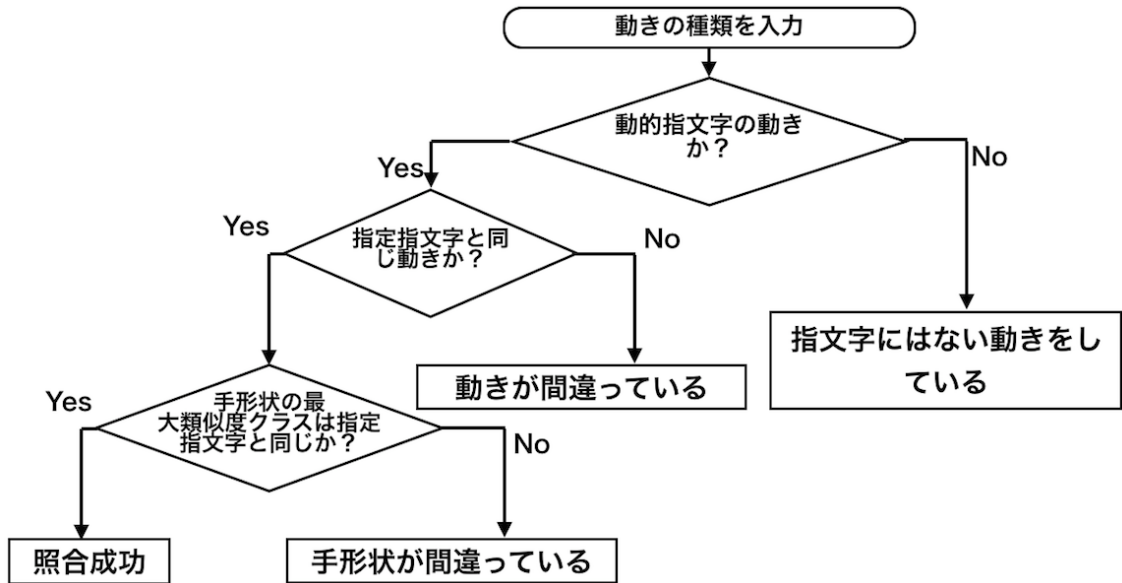 動きの種類を入力
動的指文字の動き
か？
Yes
No
指定指文字と同
じ動きか？
Yes
No
指文字にはない動きをし
ている
動きが間違っている
手形状の最
大類似度クラスは指定
指文字と同じか？
Yes
No
照合成功
手形状が間違っている